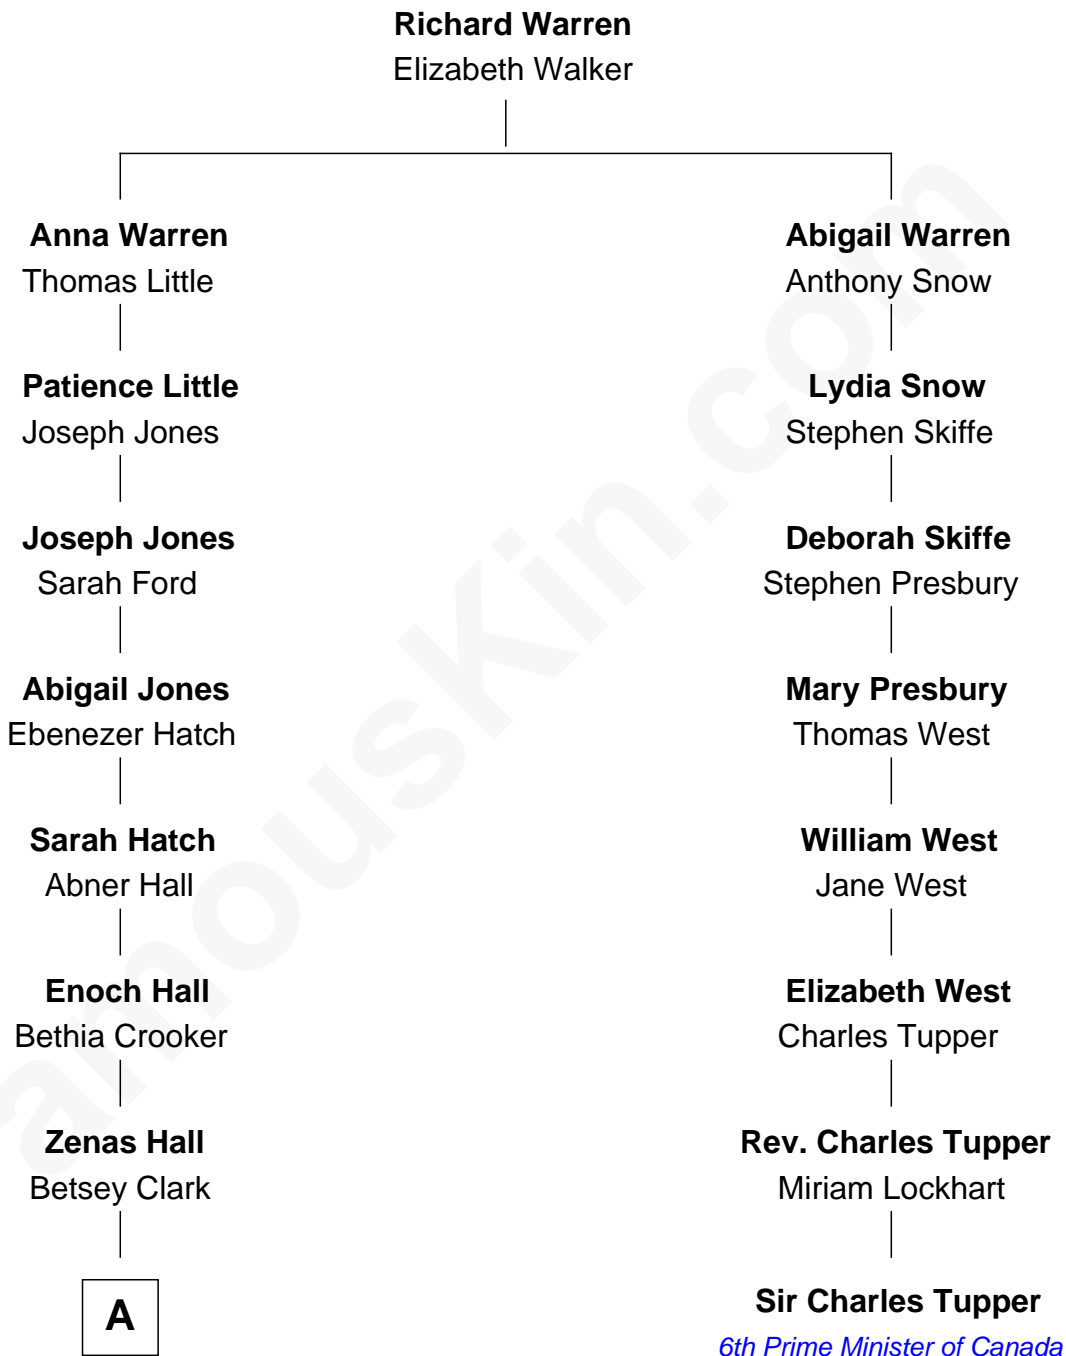 Richard Warren
Elizabeth Walker
Anna Warren
Thomas Little
Abigail Warren
Anthony Snow
Patience Little
Joseph Jones
Lydia Snow
Stephen Skiffe
Joseph Jones
Sarah Ford
Deborah Skiffe
Stephen Presbury
Abigail Jones
Ebenezer Hatch
Mary Presbury
Thomas West
Sarah Hatch
Abner Hall
William West
Jane West
Enoch Hall
Bethia Crooker
Elizabeth West
Charles Tupper
Zenas Hall
Betsey Clark
Rev. Charles Tupper
Miriam Lockhart
A
Sir Charles Tupper
6th Prime Minister of Canada
amousKin.com